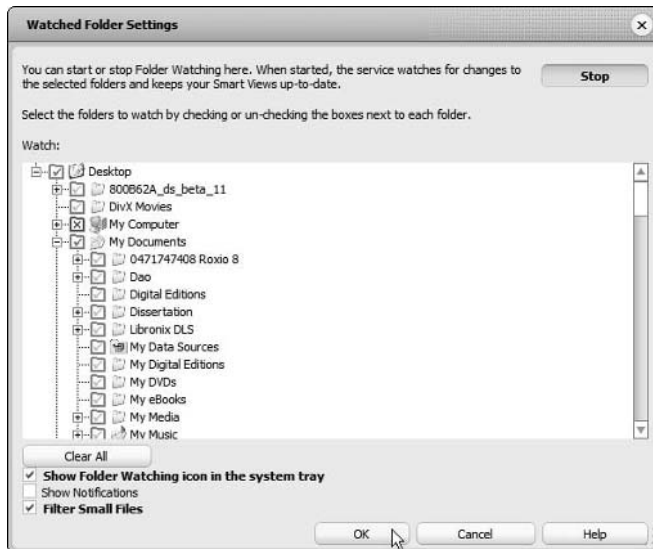 Watched Folder Settings
You can start or stop Folder Watching here. When started, the service watches for changes to
the selected folders and keeps your Smart Views up-to-date.
Stop
Select the folders to watch by checking or un-checking the boxes next to each folder.
Watch:
Desktop
800B62A_ds_beta_11
DivX Movies
My Computer
My Documents
0471747408 Roxio 8
Dao
Digital Editions
Dissertation
Libronix DLS
My Data Sources
My Digital Editions
My DVDs
My eBooks
My Media
My Music
Clear All
Show Folder Watching icon in the system tray
Show Notifications
Filter Small Files
OK
Cancel
Help